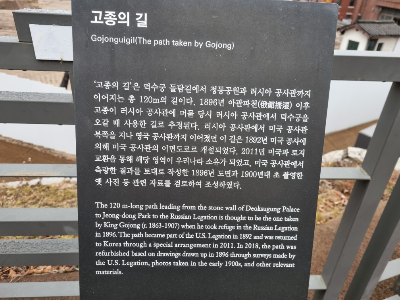 고종의 길
Gojonguigil(The path taken by Gojong)
'고종의 길'은 덕수궁 돌담길에서 정동공원과 러시아 공사관까지
이어지는 총 120m의 길이다. 1896년 아관파천(俄館播遷) 이후
고종이 러시아 공사관에 머물 당시 러시아 공사관에서 덕수궁을
오갈 때 사용한 길로 추정된다. 러시아 공사관에서 미국 공사관
북쪽을 지나 영국 공사관까지 이어졌던 이 길은 1892년 미국 공사에
의해 미국 공사관의 이면도로로 개설되었다. 2011년 미국과 토지
교환을 통해 해당 영역이 우리나라 소유가 되었고, 미국 공사관에서
측량한 결과를 토대로 작성한 1896년 도면과 1900년대 초 촬영한
옛 사진 등 관련 자료를 검토하여 조성하였다.
The 120 m-long path leading from the stone wall of Deoksugung Palace
to Jeong-dong Park to the Russian Legation is thought to be the one taken
by King Gojong (r. 1863-1907) when he took refuge in the Russian Legation
in 1896. The path became part of the U.S. Legation in 1892 and was returned
to Korea through a special arrangement in 2011. In 2018, the path was
refurbished based on drawings drawn up in 1896 through surveys made
by the U.S. Legation, photos taken in the early 1900s, and other relevant
materials.